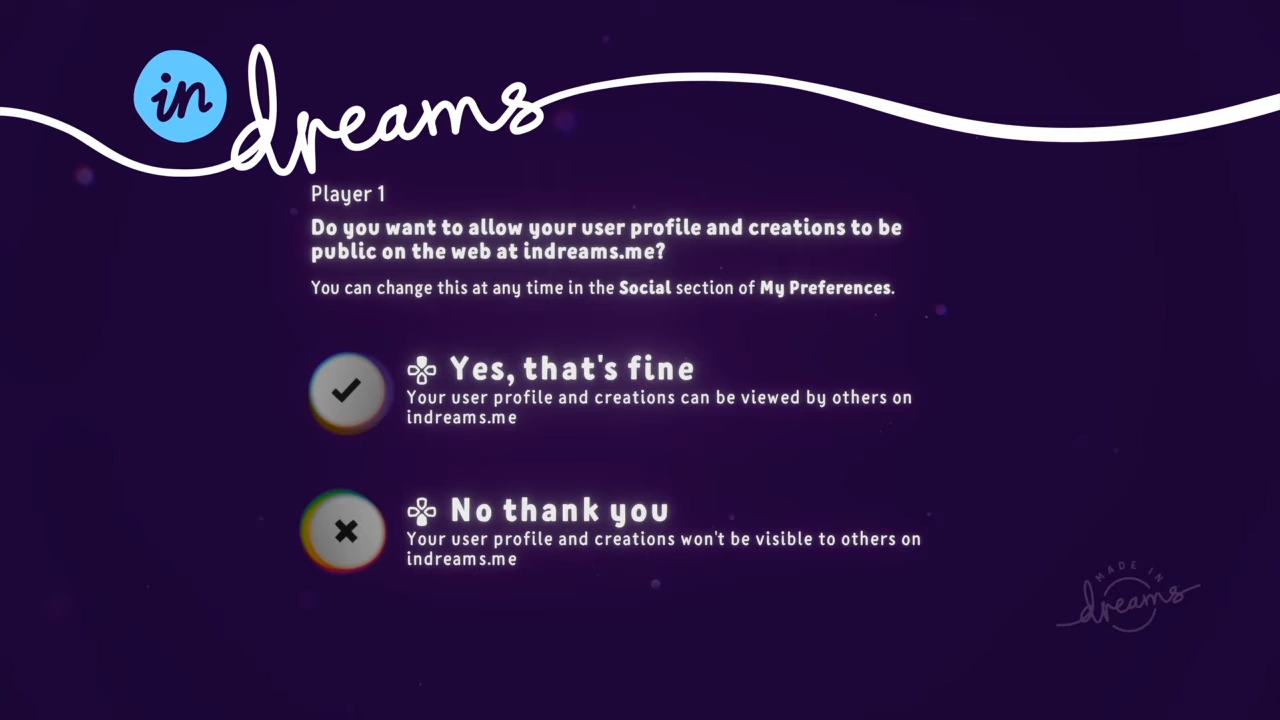 in dreams
Player 1
Do you want to allow your user profile and creations to be
public on the web at indreams.me?
You can change this at any time in the Social section of My Preferences.
Yes, that's fine
Your user profile and creations can be viewed by others on
indreams.me
No thank you
Your user profile and creations won't be visible to others on
indreams.me
MADE IN
dreams